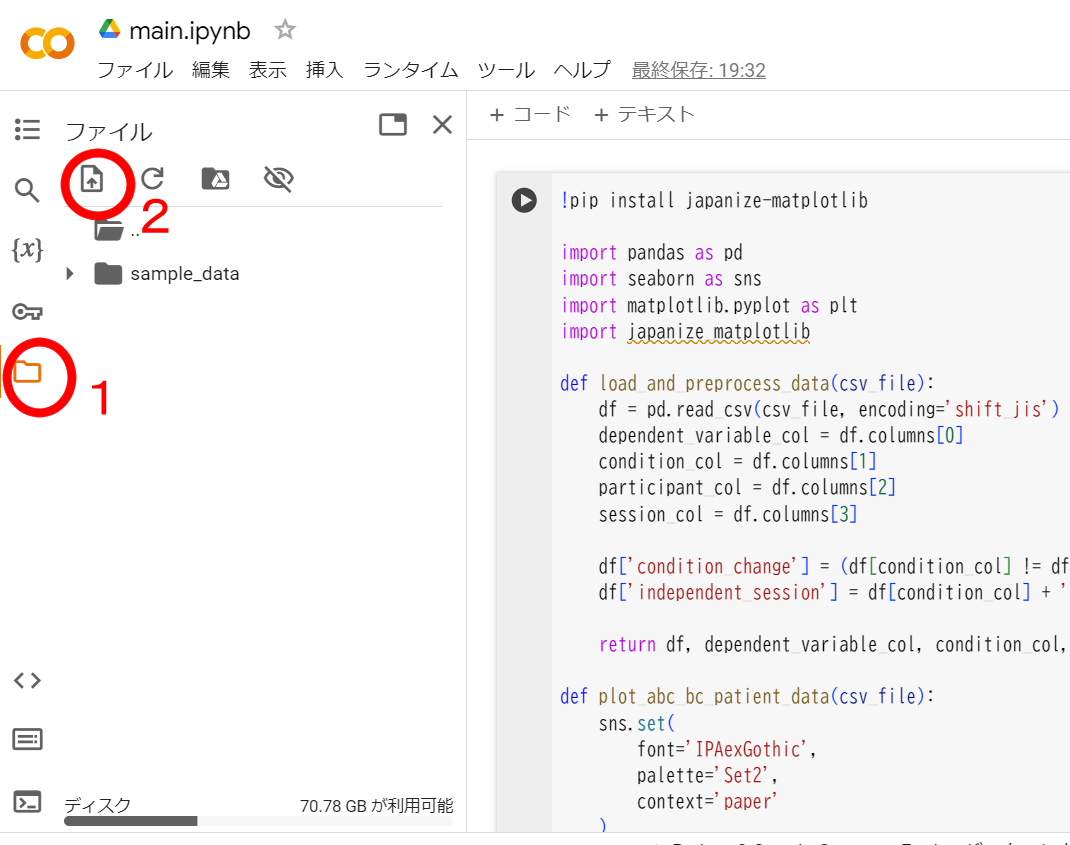 main.ipynb
ファイル 編集 表示 挿入 ランタイム ツール ヘルプ 最終保存: 19:32
+ コード + テキスト
ファイル
2
..
sample_data
{x}
1
!pip install japanize-matplotlib
import pandas as pd
import seaborn as sns
import matplotlib.pyplot as plt
import japanize_matplotlib
def load_and_preprocess_data(csv_file):
df = pd.read_csv(csv_file, encoding='shift_jis')
dependent_variable_col = df.columns[0]
condition_col = df.columns[1]
participant_col = df.columns[2]
session_col = df.columns[3]
df['condition_change'] = (df[condition_col] != df
df['independent_session'] = df[condition_col] + '
return df, dependent_variable_col, condition_col,
def plot_abc_bc_patient_data(csv_file):
sns.set(
font='IPAexGothic',
palette='Set2',
context='paper'
)
ディスク 70.78 GB が利用可能